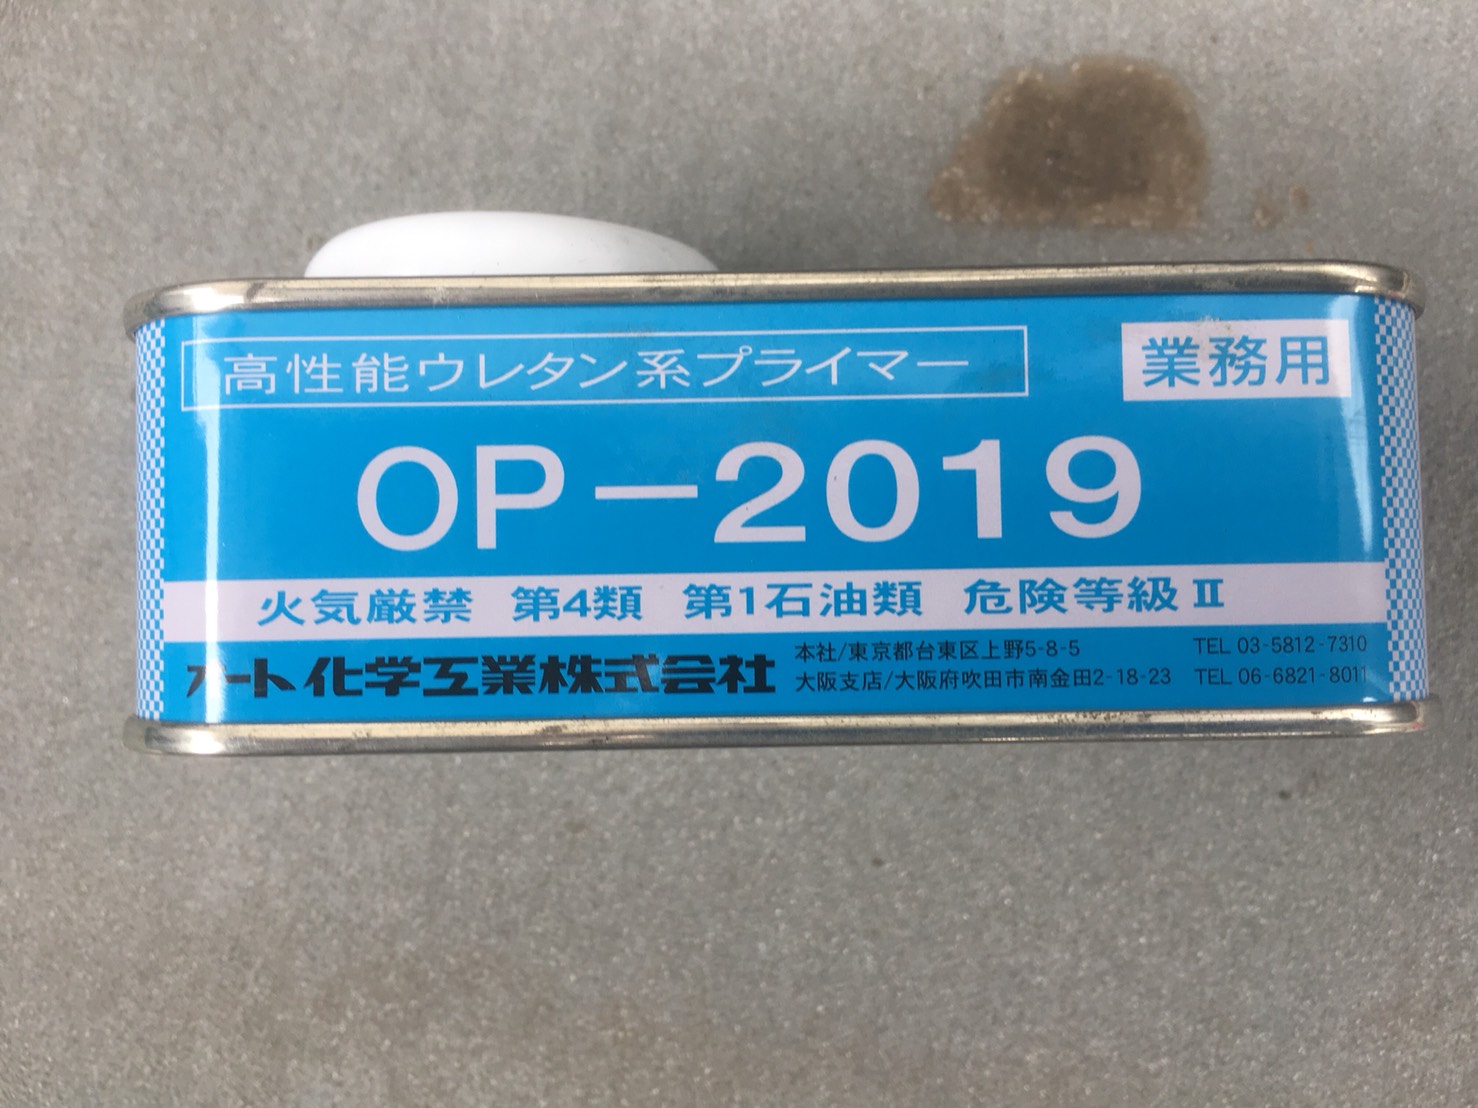 高性能ウレタン系プライマー
業務用
OP-2019
火気厳禁 第4類 第1石油類 危険等級Ⅱ
オート化学工業株式会社
本社/東京都台東区上野5-8-5 TEL 03-5812-7310
大阪支店/大阪府吹田市南金田2-18-23 TEL 06-6821-8011